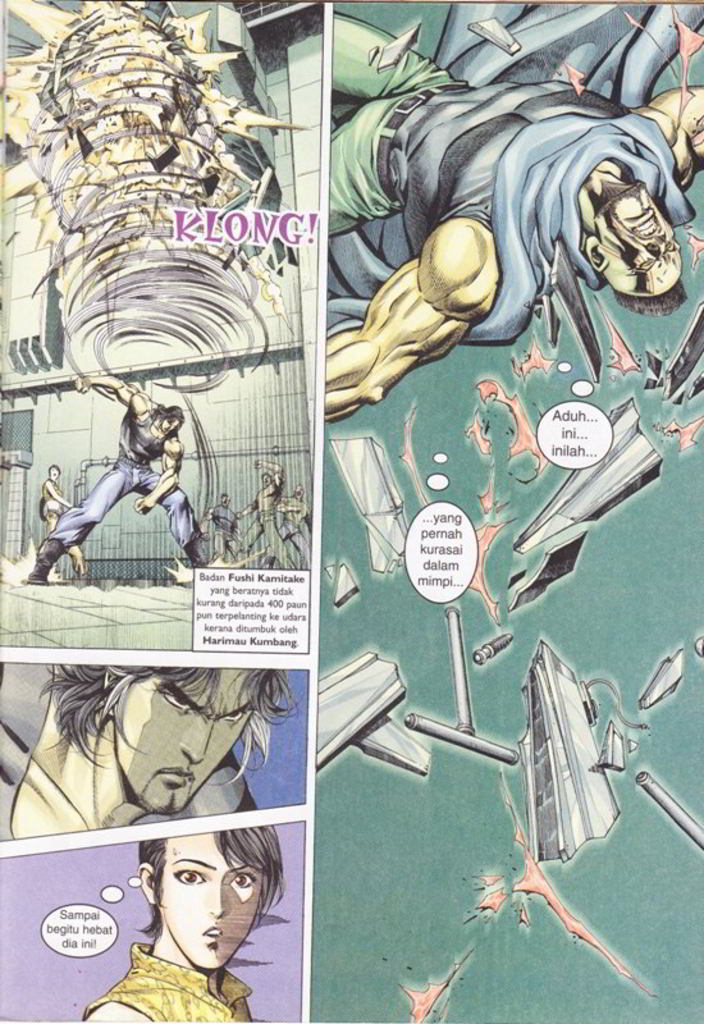 KLONG!
Badan Fushi Kamitake
yang beratnya tidak
kurang daripada 400 paun
pun terpelanting ke udara
kerana ditumbuk oleh
Harimau Kumbang.
Sampai
begitu hebat
dia ini!
Aduh...
ini...
inilah...
...yang
pernah
kurasai
dalam
mimpi...